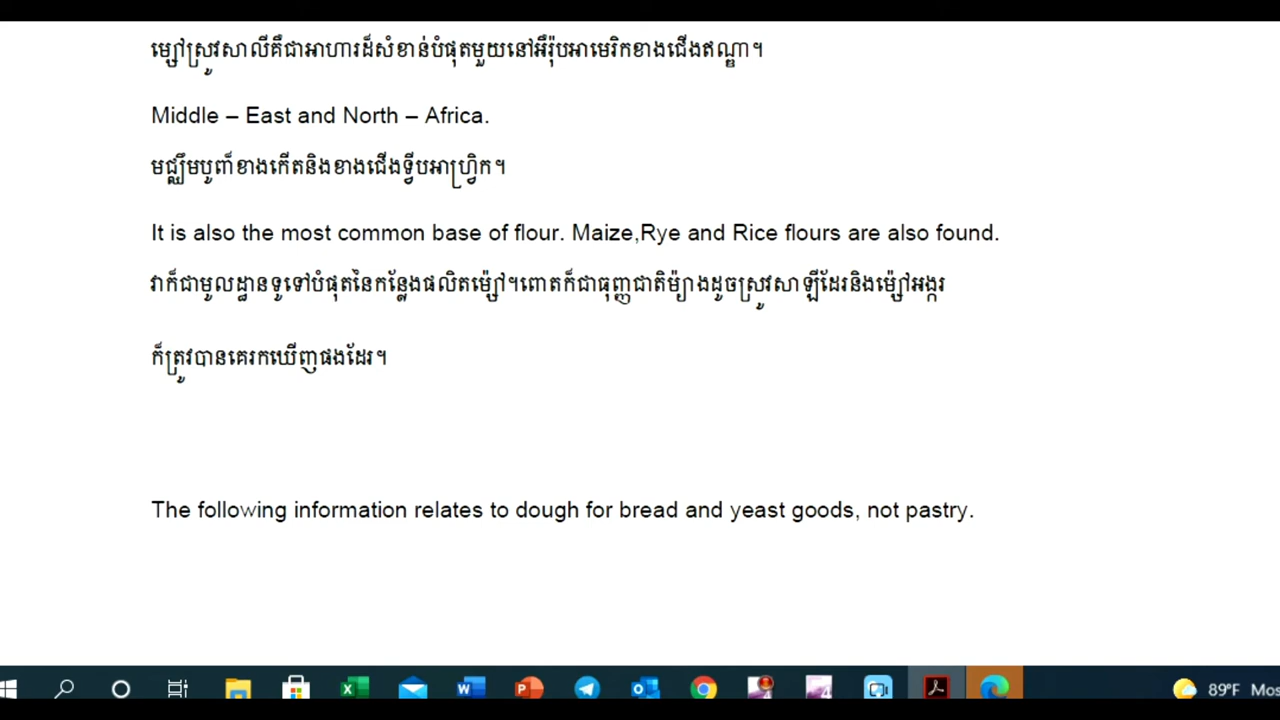 ម្សៅស្រូវសាលីគឺជាអាហារដ៏សំខាន់បំផុតមួយនៅអឺរ៉ុបអាមេរិកខាងជើងឥណ្ឌា។
Middle – East and North – Africa.
មជ្ឈឹមបូពា៌ខាងកើតនិងខាងជើងទ្វីបអាហ្វ្រិក។
It is also the most common base of flour. Maize,Rye and Rice flours are also found.
វាក៏ជាមូលដ្ធានទូទៅបំផុតនៃកន្លែងផលិតម្ស៉ៅ។ពោតក៏ជាធុញ្ញជាតិម៉្យាងដូចស្រូវសាឡីដែរនិងម្ស៉ៅអង្ករ
ក៏ត្រូវបានគេរកឃើញផងដែរ។
The following information relates to dough for bread and yeast goods, not pastry.
89°F Mos